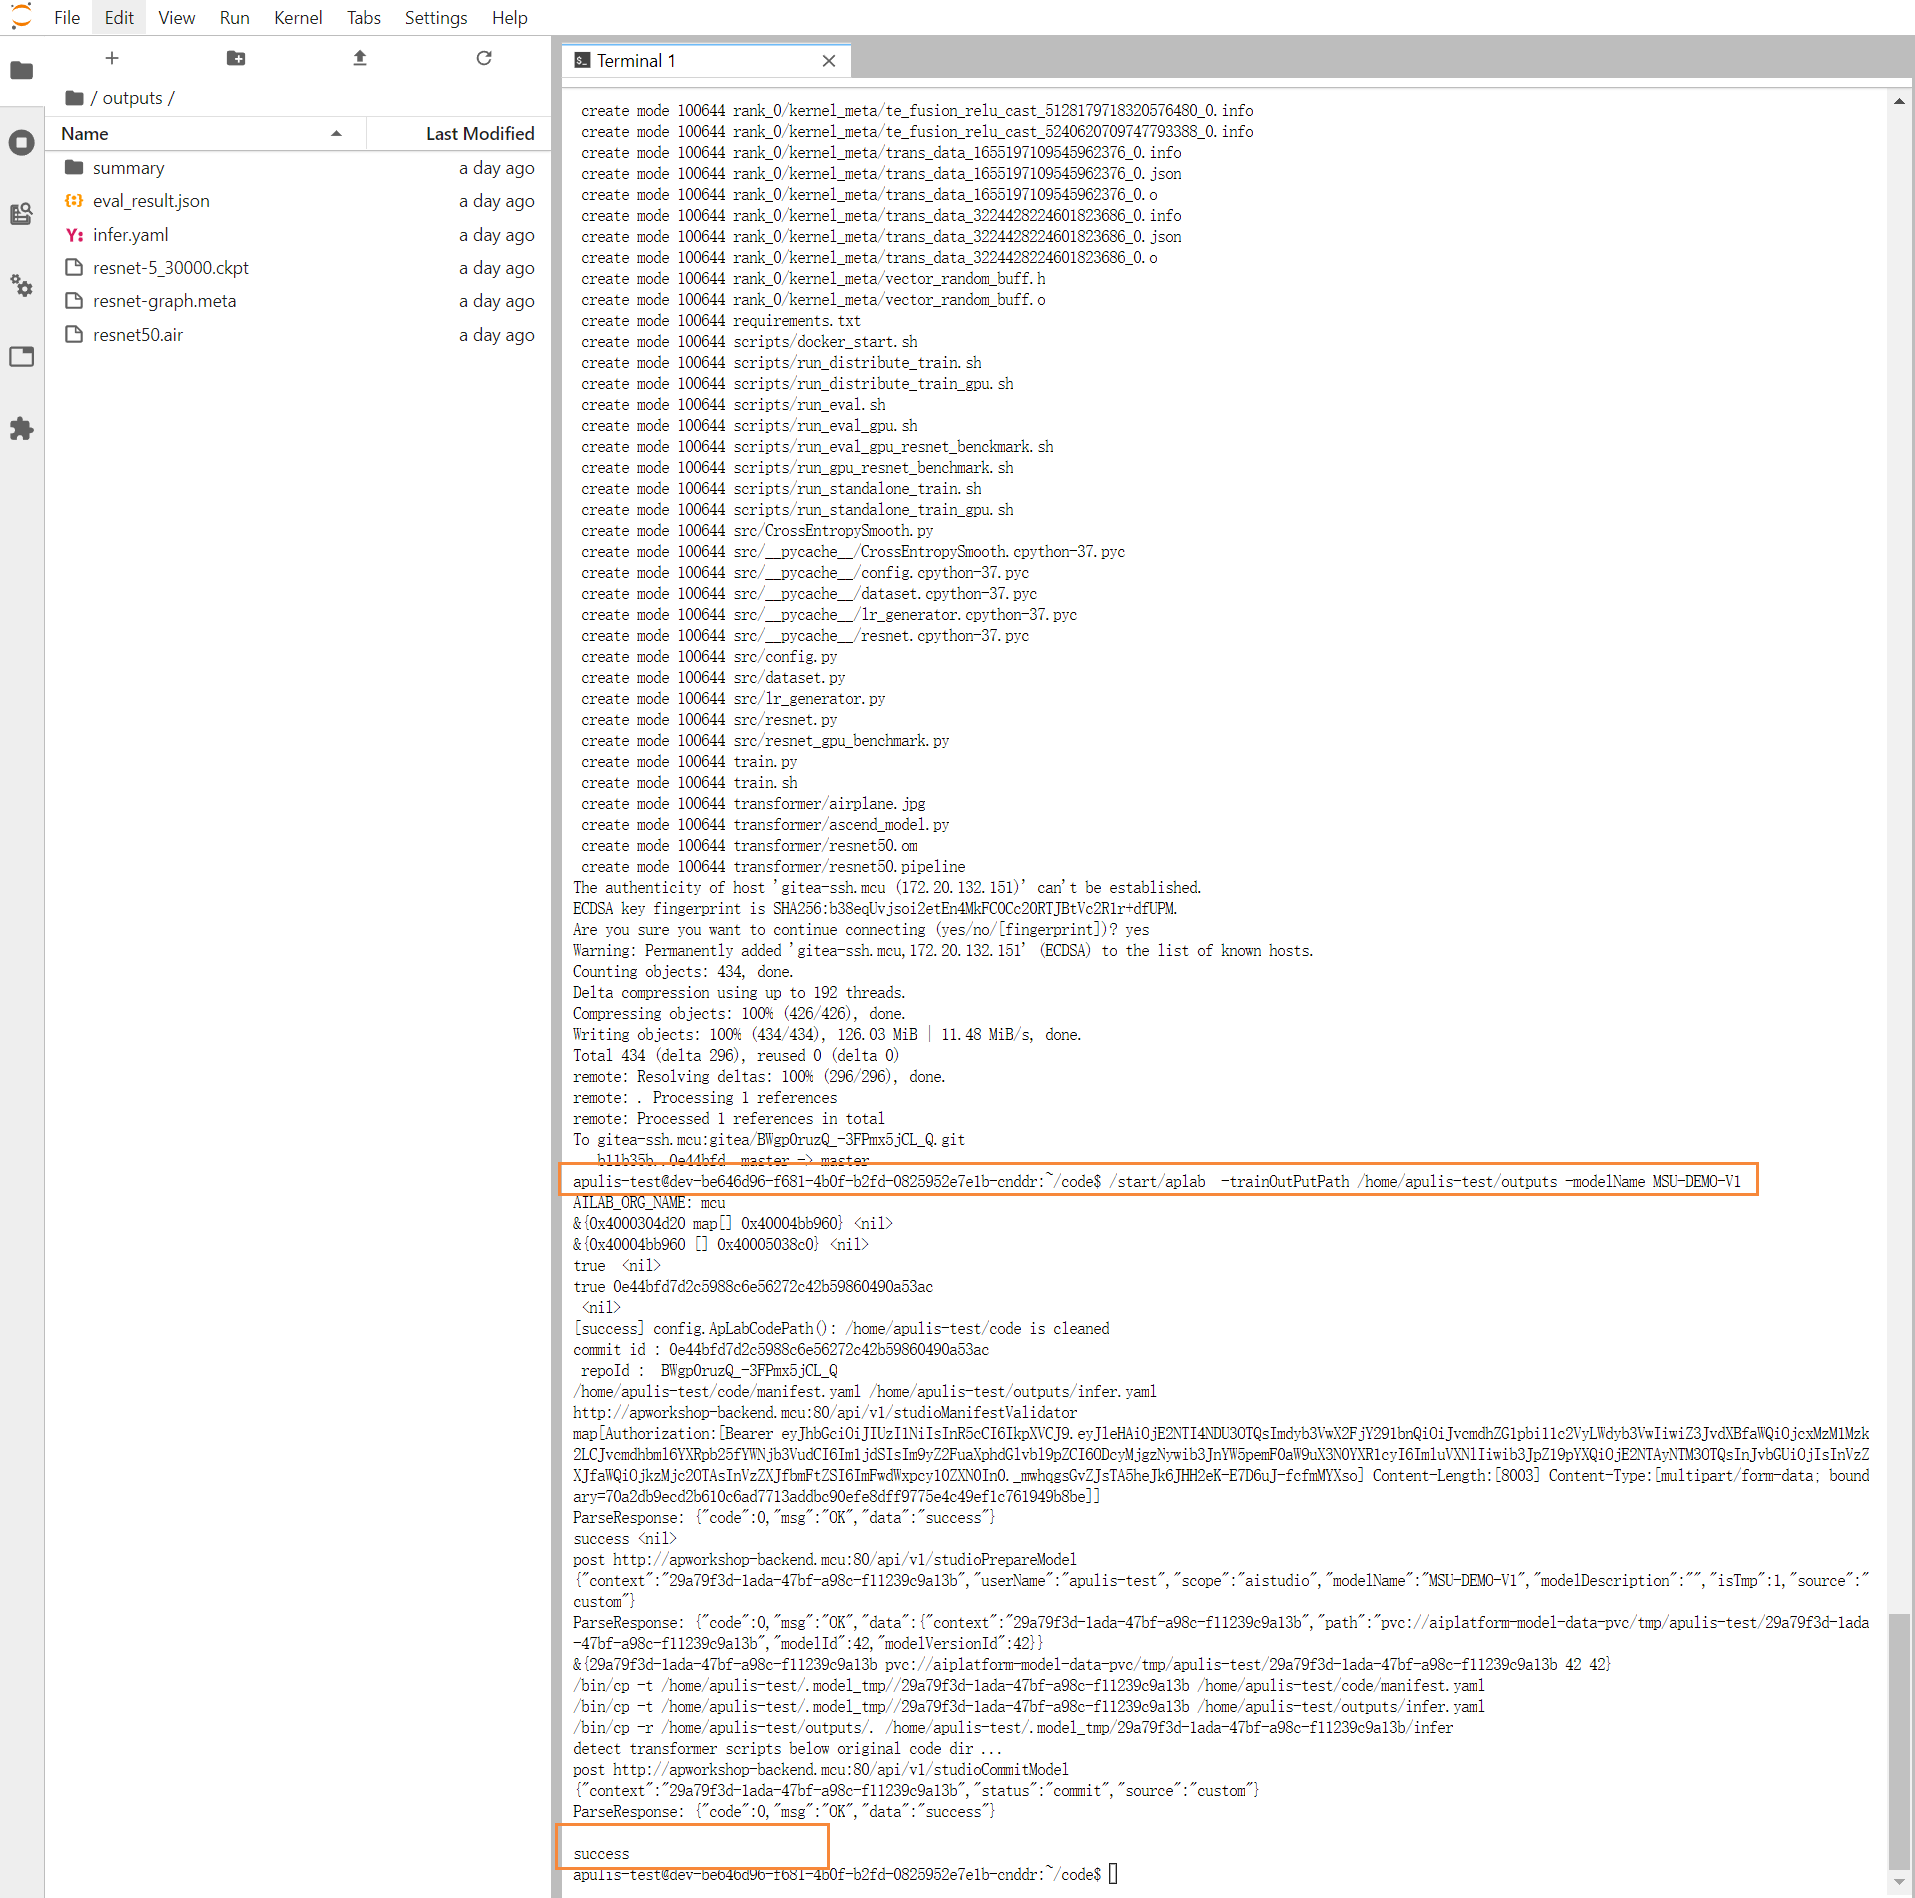 File Edit View Run Kernel Tabs Settings Help
/ outputs /
Name Last Modified
summary a day ago
eval_result.json a day ago
infer.yaml a day ago
resnet-5_30000.ckpt a day ago
resnet-graph.meta a day ago
resnet50.air a day ago
Terminal 1
create mode 100644 rank_0/kernel_meta/te_fusion_relu_cast_5128179718320576480_0.info
create mode 100644 rank_0/kernel_meta/te_fusion_relu_cast_5240620709747793388_0.info
create mode 100644 rank_0/kernel_meta/trans_data_1655197109545962376_0.info
create mode 100644 rank_0/kernel_meta/trans_data_1655197109545962376_0.json
create mode 100644 rank_0/kernel_meta/trans_data_1655197109545962376_0.o
create mode 100644 rank_0/kernel_meta/trans_data_3224428224601823686_0.info
create mode 100644 rank_0/kernel_meta/trans_data_3224428224601823686_0.json
create mode 100644 rank_0/kernel_meta/trans_data_3224428224601823686_0.o
create mode 100644 rank_0/kernel_meta/vector_random_buff.h
create mode 100644 rank_0/kernel_meta/vector_random_buff.o
create mode 100644 requirements.txt
create mode 100644 scripts/docker_start.sh
create mode 100644 scripts/run_distribute_train.sh
create mode 100644 scripts/run_distribute_train_gpu.sh
create mode 100644 scripts/run_eval.sh
create mode 100644 scripts/run_eval_gpu.sh
create mode 100644 scripts/run_eval_gpu_resnet_benckmark.sh
create mode 100644 scripts/run_gpu_resnet_benchmark.sh
create mode 100644 scripts/run_standalone_train.sh
create mode 100644 scripts/run_standalone_train_gpu.sh
create mode 100644 src/CrossEntropySmooth.py
create mode 100644 src/__pycache__/CrossEntropySmooth.cpython-37.pyc
create mode 100644 src/__pycache__/config.cpython-37.pyc
create mode 100644 src/__pycache__/dataset.cpython-37.pyc
create mode 100644 src/__pycache__/lr_generator.cpython-37.pyc
create mode 100644 src/__pycache__/resnet.cpython-37.pyc
create mode 100644 src/config.py
create mode 100644 src/dataset.py
create mode 100644 src/lr_generator.py
create mode 100644 src/resnet.py
create mode 100644 src/resnet_gpu_benchmark.py
create mode 100644 train.py
create mode 100644 train.sh
create mode 100644 transformer/airplane.jpg
create mode 100644 transformer/ascend_model.py
create mode 100644 transformer/resnet50.om
create mode 100644 transformer/resnet50.pipeline
The authenticity of host 'gitea-ssh.mcu (172.20.132.151)' can't be established.
ECDSA key fingerprint is SHA256:b38eqUvjsoi2etEn4MkFC0Cc20RTJBtVc2R1r+dfUPM.
Are you sure you want to continue connecting (yes/no/[fingerprint])? yes
Warning: Permanently added 'gitea-ssh.mcu,172.20.132.151' (ECDSA) to the list of known hosts.
Counting objects: 434, done.
Delta compression using up to 192 threads.
Compressing objects: 100% (426/426), done.
Writing objects: 100% (434/434), 126.03 MiB | 11.48 MiB/s, done.
Total 434 (delta 296), reused 0 (delta 0)
remote: Resolving deltas: 100% (296/296), done.
remote: . Processing 1 references
remote: Processed 1 references in total
To gitea-ssh.mcu:gitea/BWgp0ruzQ_-3FPmx5jCL_Q.git
b11b35b..0e44bfd master -> master
apulis-test@dev-be646d96-f681-4b0f-b2fd-0825952e7e1b-cnddr:~/code$ /start/aplab -trainOutPutPath /home/apulis-test/outputs -modelName MSU-DEMO-V1
AILAB_ORG_NAME: mcu
&{0x4000304d20 map[] 0x40004bb960} <nil>
&{0x40004bb960 [] 0x40005038c0} <nil>
true <nil>
true 0e44bfd7d2c5988c6e56272c42b59860490a53ac
<nil>
[success] config.ApLabCodePath(): /home/apulis-test/code is cleaned
commit id : 0e44bfd7d2c5988c6e56272c42b59860490a53ac
repoId : BWgp0ruzQ_-3FPmx5jCL_Q
/home/apulis-test/code/manifest.yaml /home/apulis-test/outputs/infer.yaml
http://apworkshop-backend.mcu:80/api/v1/studioManifestValidator
map[Authorization:[Bearer
] Content-Length:[8003] Content-Type:[multipart/form-data; bound
ary=70a2db9ecd2b610c6ad7713addbc90efe8dff9775e4c49ef1c761949b8be]]
ParseResponse: {"code":0,"msg":"OK","data":"success"}
success <nil>
post http://apworkshop-backend.mcu:80/api/v1/studioPrepareModel
{"context":"29a79f3d-1ada-47bf-a98c-f11239c9a13b","userName":"apulis-test","scope":"aistudio","modelName":"MSU-DEMO-V1","modelDescription":"","isTmp":1,"source":"
custom"}
ParseResponse: {"code":0,"msg":"OK","data":{"context":"29a79f3d-1ada-47bf-a98c-f11239c9a13b","path":"pvc://aiplatform-model-data-pvc/tmp/apulis-test/29a79f3d-1ada
-47bf-a98c-f11239c9a13b","modelId":42,"modelVersionId":42}}
&{29a79f3d-1ada-47bf-a98c-f11239c9a13b pvc://aiplatform-model-data-pvc/tmp/apulis-test/29a79f3d-1ada-47bf-a98c-f11239c9a13b 42 42}
/bin/cp -t /home/apulis-test/.model_tmp//29a79f3d-1ada-47bf-a98c-f11239c9a13b /home/apulis-test/code/manifest.yaml
/bin/cp -t /home/apulis-test/.model_tmp//29a79f3d-1ada-47bf-a98c-f11239c9a13b /home/apulis-test/outputs/infer.yaml
/bin/cp -r /home/apulis-test/outputs/. /home/apulis-test/.model_tmp/29a79f3d-1ada-47bf-a98c-f11239c9a13b/infer
detect transformer scripts below original code dir ...
post http://apworkshop-backend.mcu:80/api/v1/studioCommitModel
{"context":"29a79f3d-1ada-47bf-a98c-f11239c9a13b","status":"commit","source":"custom"}
ParseResponse: {"code":0,"msg":"OK","data":"success"}
success
apulis-test@dev-be646d96-f681-4b0f-b2fd-0825952e7e1b-cnddr:~/code$